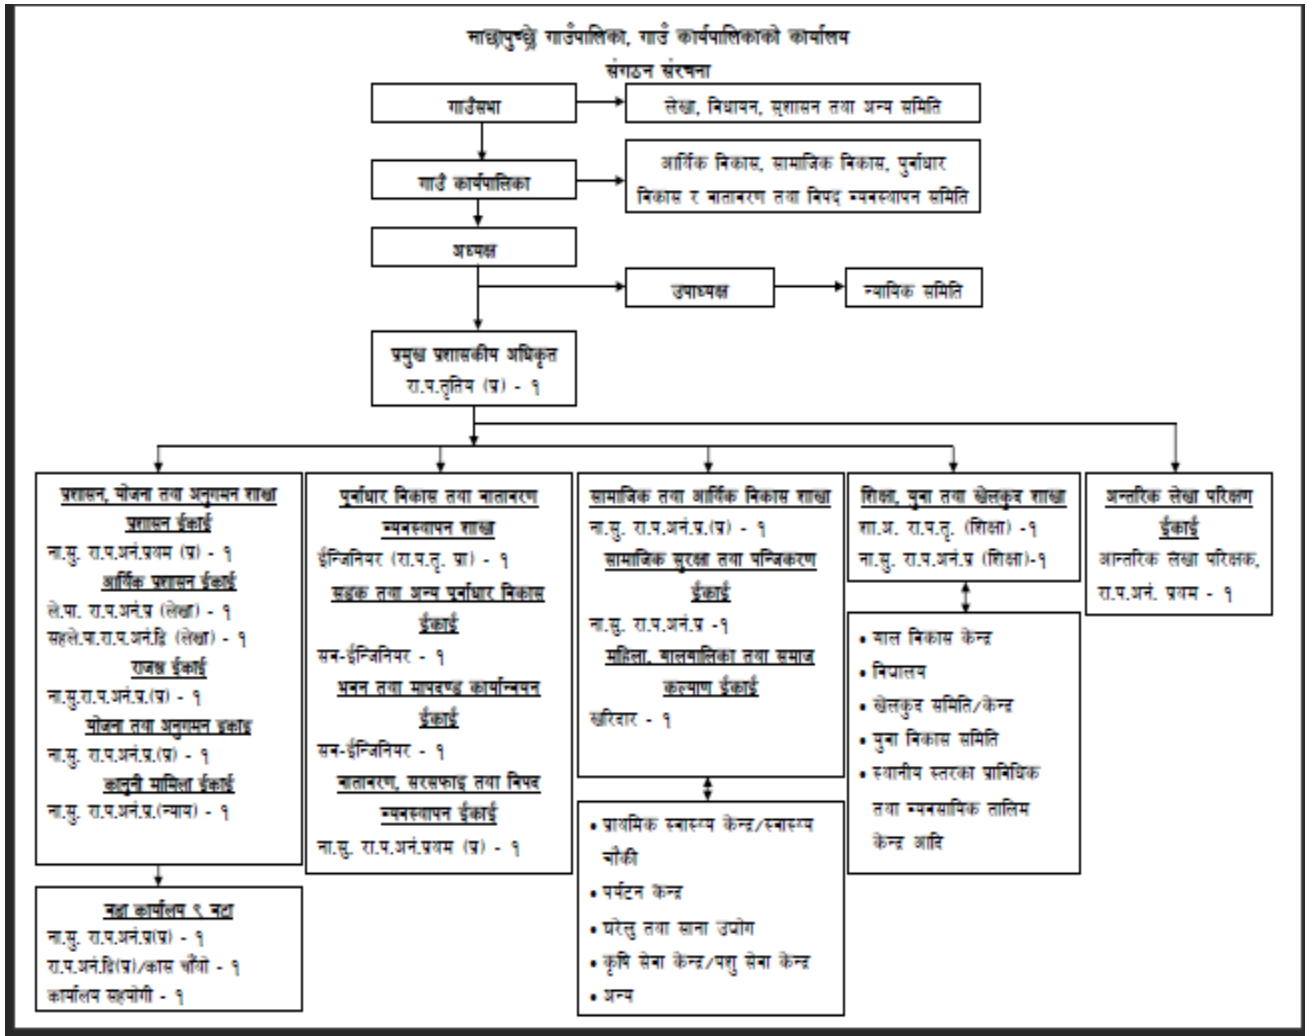 माछापुच्छ्रे गाउँपालिका, गाउँ कार्यपालिकाको कार्यालय
संगठन संरचना
गाउँसभा
लेखा, विधायन, सुशासन तथा अन्य समिति
गाउँ कार्यपालिका
आर्थिक विकास, सामाजिक विकास, पुर्वाधार
विकास र वातावरण तथा विपद् व्यवस्थापन समिति
अध्यक्ष
उपाध्यक्ष
न्यायिक समिति
प्रमुख प्रशासकीय अधिकृत
रा.प.तृतिय (प्र) - १
प्रशासन, योजना तथा अनुगमन शाखा
प्रशासन ईकाई
ना.सु. रा.प.अनं.प्रथम (प्र) - १
आर्थिक प्रशासन ईकाई
ले.पा. रा.प.अनं.प्र (लेखा) - १
सहले.पा.रा.प.अनं.द्वि (लेखा) - १
राजश्व ईकाई
ना.सु.रा.प.अनं.प्र.(प्र) - १
योजना तथा अनुगमन इकाइ
ना.सु. रा.प.अनं.प्र.(प्र) - १
कानुनी मामिला ईकाई
ना.सु. रा.प.अनं.प्र.(न्याय) - १
वडा कार्यालय ९ वटा
ना.सु. रा.प.अनं.प्र(प्र) - १
रा.प.अनं.द्वि(प्र)/कास चौंथो - १
कार्यालय सहयोगी - १
पूर्वाधार विकास तथा वातावरण
व्यवस्थापन शाखा
ईन्जिनियर (रा.प.तृ. प्रा) - १
सडक तथा अन्य पूर्वाधार विकास
ईकाई
सब-ईन्जिनियर - १
भवन तथा मापदण्ड कार्यान्वयन
ईकाई
सब-ईन्जिनियर - १
वातावरण, सरसफाइ तथा विपद
व्यवस्थापन ईकाई
ना.सु. रा.प.अनं.प्रथम (प्र) - १
सामाजिक तथा आर्थिक विकास शाखा
ना.सु. रा.प.अनं.प्र.(प्र) - १
सामाजिक सुरक्षा तथा पन्जिकरण
ईकाई
ना.सु. रा.प.अनं.प्र -१
महिला, बालबालिका तथा समाज
कल्याण ईकाई
खरिदार - १
• प्राथमिक स्वास्थ्य केन्द्र/स्वास्थ्य
चौकी
• पर्यटन केन्द्र
• घरेलु तथा साना उद्योग
• कृषि सेवा केन्द्र/पशु सेवा केन्द्र
• अन्य
शिक्षा, युवा तथा खेलकुद शाखा
शा.अ. रा.प.तृ. (शिक्षा) -१
ना.सु. रा.प.अनं.प्र (शिक्षा)-१
• बाल विकास केन्द्र
• विद्यालय
• खेलकुद समिति/केन्द्र
• युवा विकास समिति
• स्थानीय स्तरका प्राविधिक
तथा व्यवसायिक तालिम
केन्द्र आदि
अन्तरिक लेखा परिक्षण
ईकाई
आन्तरिक लेखा परिक्षक,
रा.प.अनं. प्रथम - १